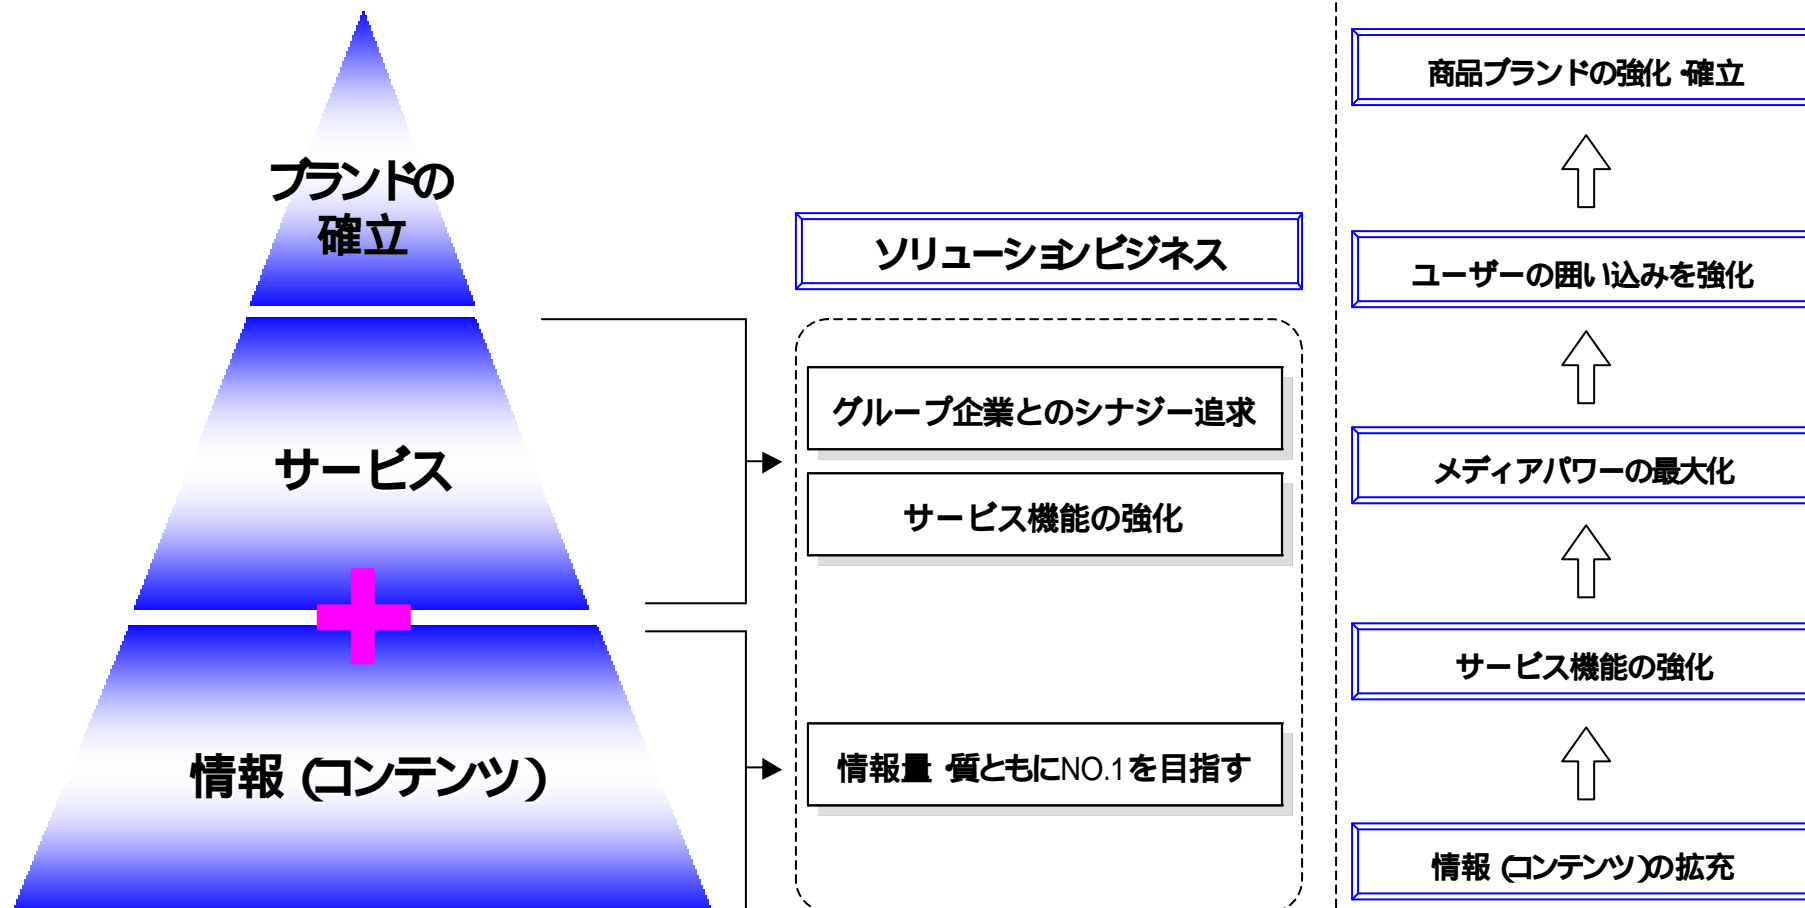 ブランドの
確立
サービス
情報（コンテンツ）
ソリューションビジネス
グループ企業とのシナジー追求
サービス機能の強化
情報量・質ともにNO.1を目指す
商品ブランドの強化・確立
ユーザーの囲い込みを強化
メディアパワーの最大化
サービス機能の強化
情報（コンテンツ）の拡充